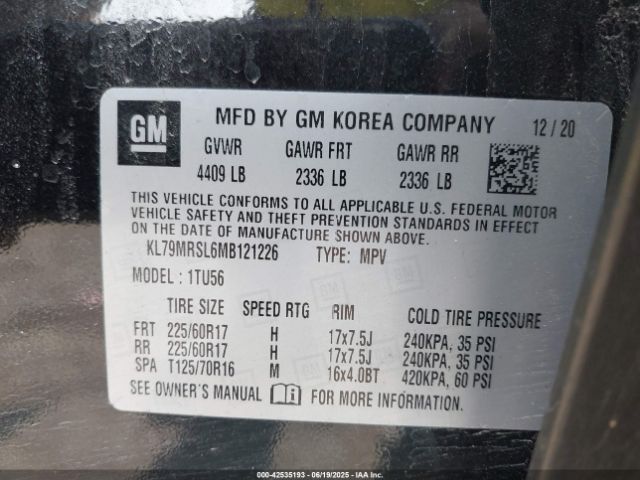 GM
MFD BY GM KOREA COMPANY 12 / 20
GVWR GAWR FRT GAWR RR
4409 LB 2336 LB 2336 LB
THIS VEHICLE CONFORMS TO ALL APPLICABLE U.S. FEDERAL MOTOR
VEHICLE SAFETY AND THEFT PREVENTION STANDARDS IN EFFECT
ON THE DATE OF MANUFACTURE SHOWN ABOVE.
KL79MRSL6MB121226 TYPE: MPV
MODEL : 1TU56
TIRE SIZE SPEED RTG RIM COLD TIRE PRESSURE
FRT 225/60R17 H 17x7.5J 240KPA, 35 PSI
RR 225/60R17 H 17x7.5J 240KPA, 35 PSI
SPA T125/70R16 M 16x4.0BT 420KPA, 60 PSI
SEE OWNER'S MANUAL FOR MORE INFORMATION.
000-42535193 - 06/19/2025 - IAAI.COM